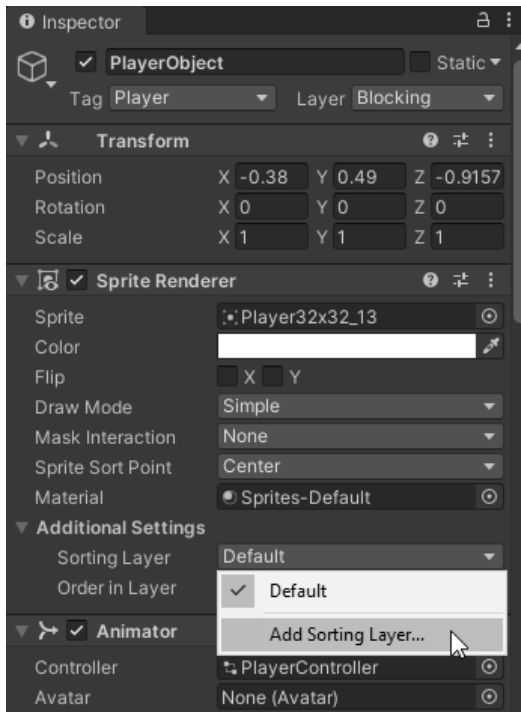 Inspector
PlayerObject Static
Tag Player Layer Blocking
Transform
Position X -0.38 Y 0.49 Z -0.9157
Rotation X 0 Y 0 Z 0
Scale X 1 Y 1 Z 1
Sprite Renderer
Sprite Player32x32_13
Color
Flip X Y
Draw Mode Simple
Mask Interaction None
Sprite Sort Point Center
Material Sprites-Default
Additional Settings
Sorting Layer Default
Order in Layer Default
Add Sorting Layer...
Animator
Controller PlayerController
Avatar None (Avatar)